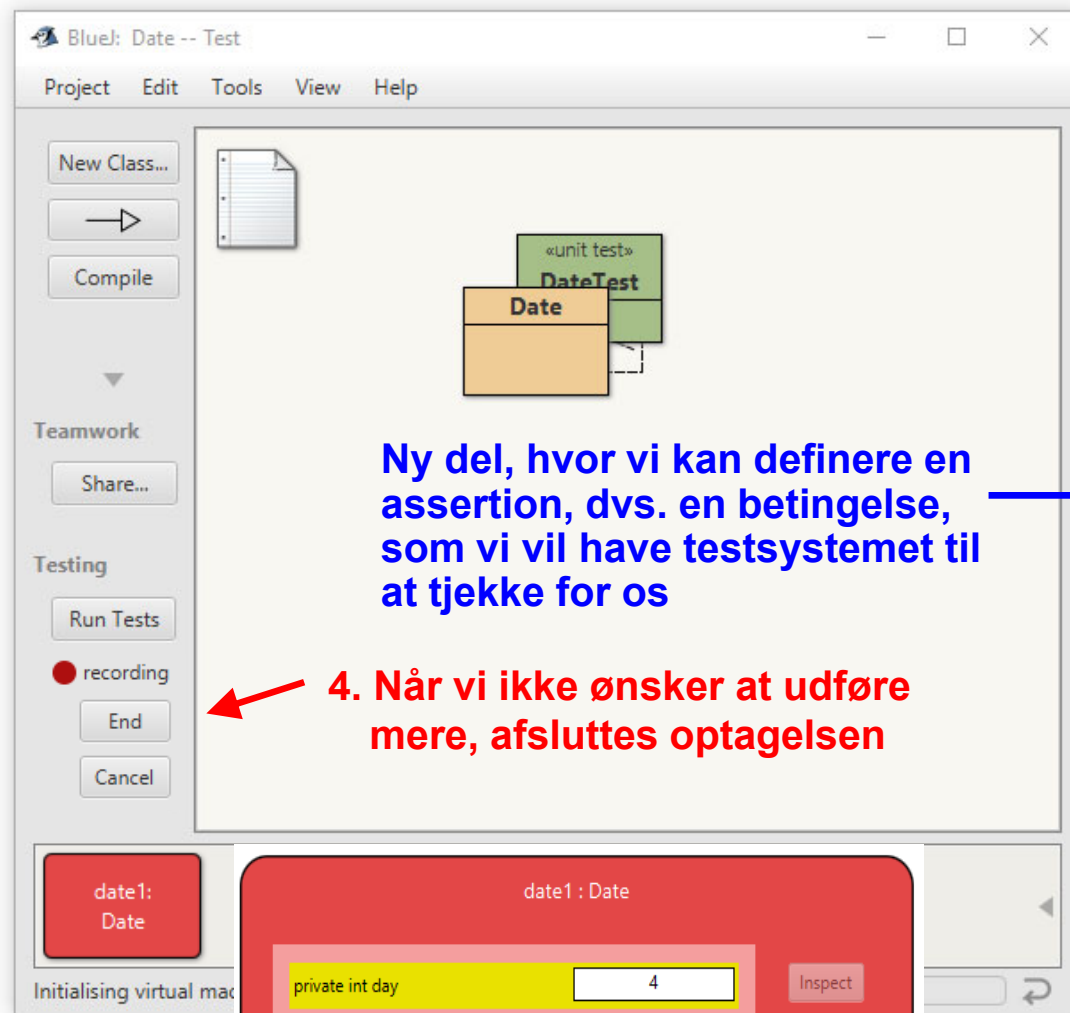 BlueJ: Date -- Test
Project Edit Tools View Help
New Class...
Compile
«unit test»
DateTest
Date
Teamwork
Share...
Ny del, hvor vi kan definere en
assertion, dvs. en betingelse,
som vi vil have testsystemet til
at tjekke for os
Testing
Run Tests
recording
4. Når vi ikke ønsker at udføre
mere, afsluttes optagelsen
End
Cancel
date1:
Date
date1 : Date
private int day 4 Inspect
Initialising virtual